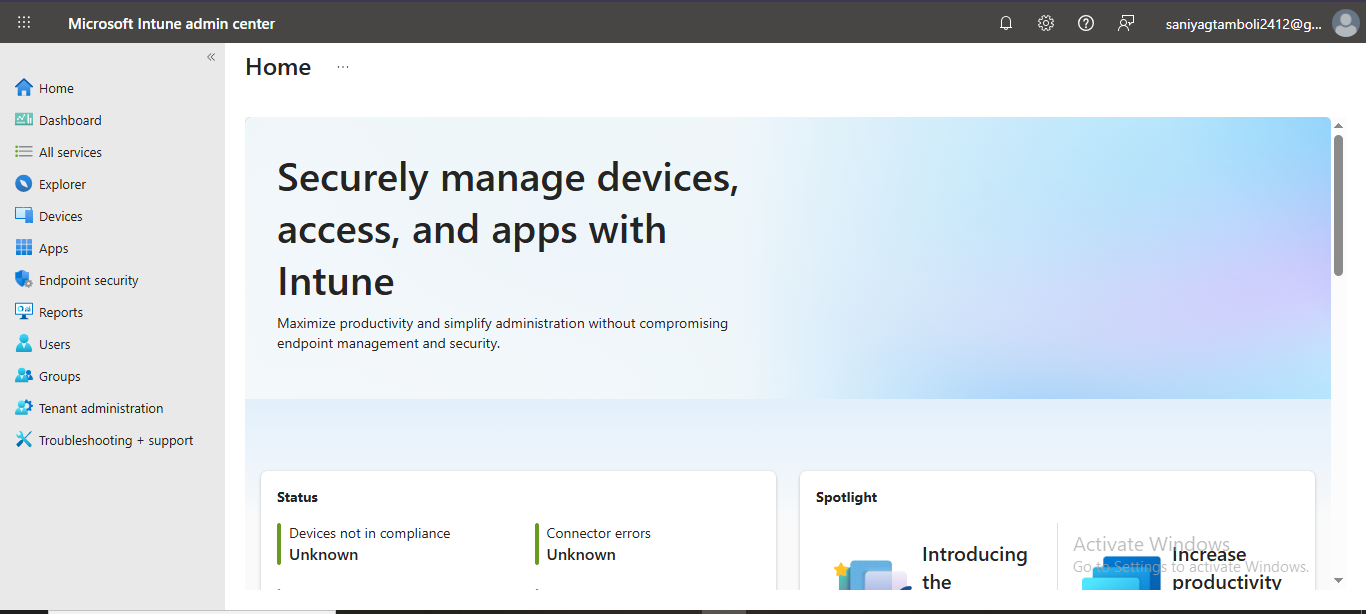 Microsoft Intune admin center
saniyagtamboli2412@g...
«
Home
Dashboard
All services
Explorer
Devices
Apps
Endpoint security
Reports
Users
Groups
Tenant administration
Troubleshooting + support
Home ...
Securely manage devices,
access, and apps with
Intune
Maximize productivity and simplify administration without compromising
endpoint management and security.
Status
Devices not in compliance
Unknown
Connector errors
Unknown
Spotlight
Introducing
the
Increase
productivity
Activate Windows
Go to Settings to activate Windows.